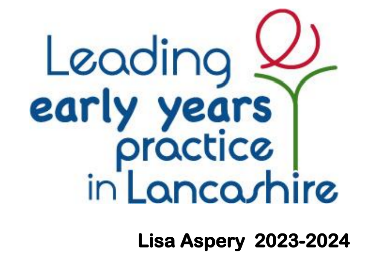 Leading
early years
practice
in Lancashire
Lisa Aspery 2023-2024